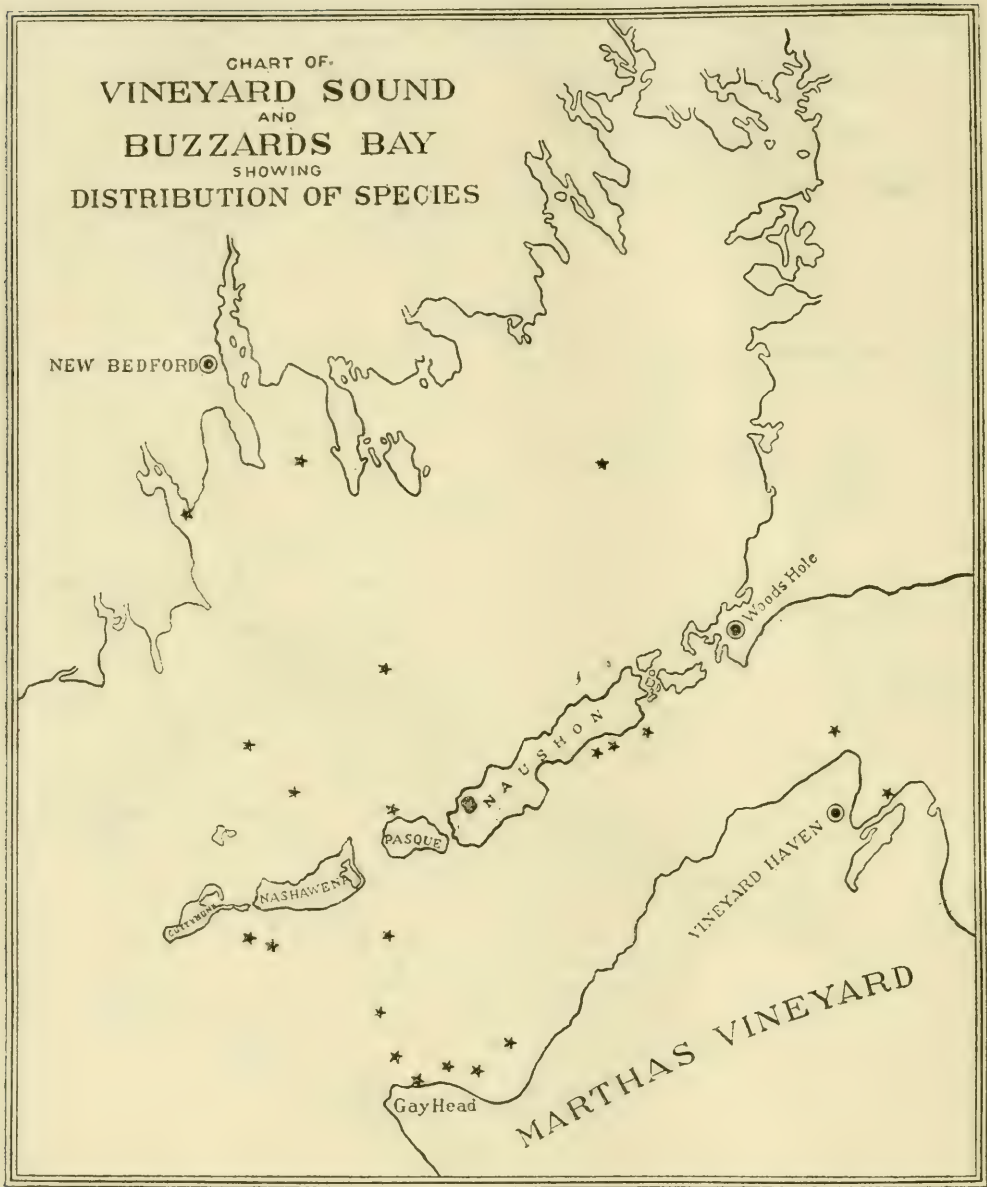 CHART OF
VINEYARD SOUND
AND
BUZZARDS BAY
SHOWING
DISTRIBUTION OF SPECIES
NEW BEDFORD
Woods Hole
NAUSHON
PASQUE
NASHAWENA
CUTTYHUNK
VINEYARD HAVEN
MARTHAS VINEYARD
Gay Head